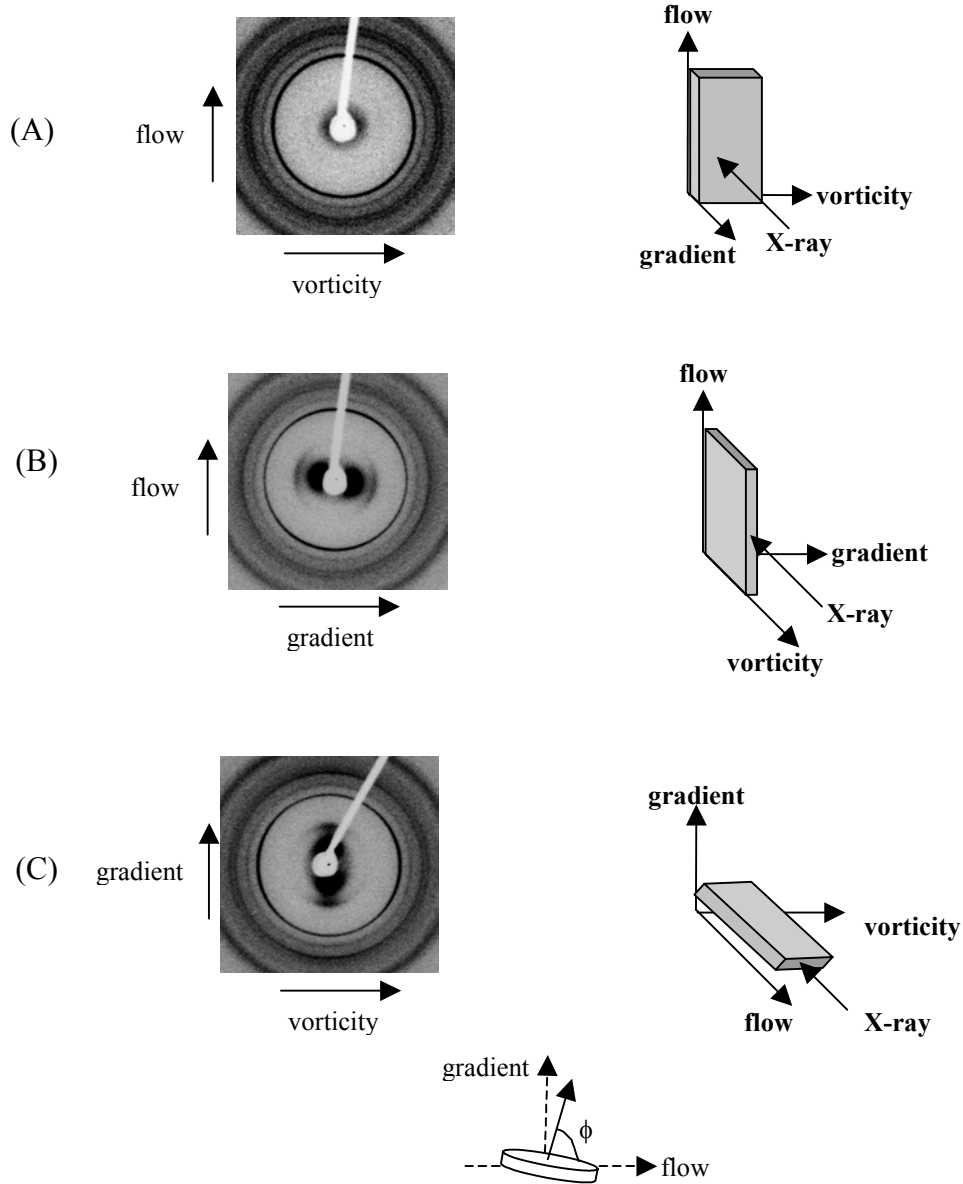 flow
(A)
flow
vorticity
gradient
X-ray
vorticity
flow
(B)
flow
gradient
X-ray
gradient
vorticity
gradient
(C)
gradient
vorticity
flow
X-ray
vorticity
gradient
ϕ
flow